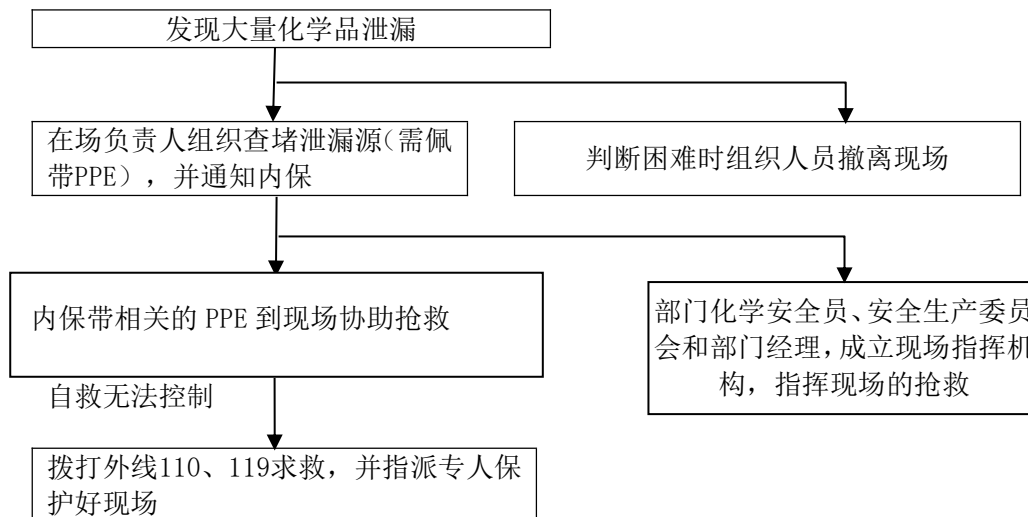 发现大量化学品泄漏
在场负责人组织查堵泄漏源(需佩
带PPE），并通知内保
判断困难时组织人员撤离现场
内保带相关的 PPE 到现场协助抢救
部门化学安全员、安全生产委员
会和部门经理，成立现场指挥机
构，指挥现场的抢救
自救无法控制
拨打外线110、119求救，并指派专人保
护好现场